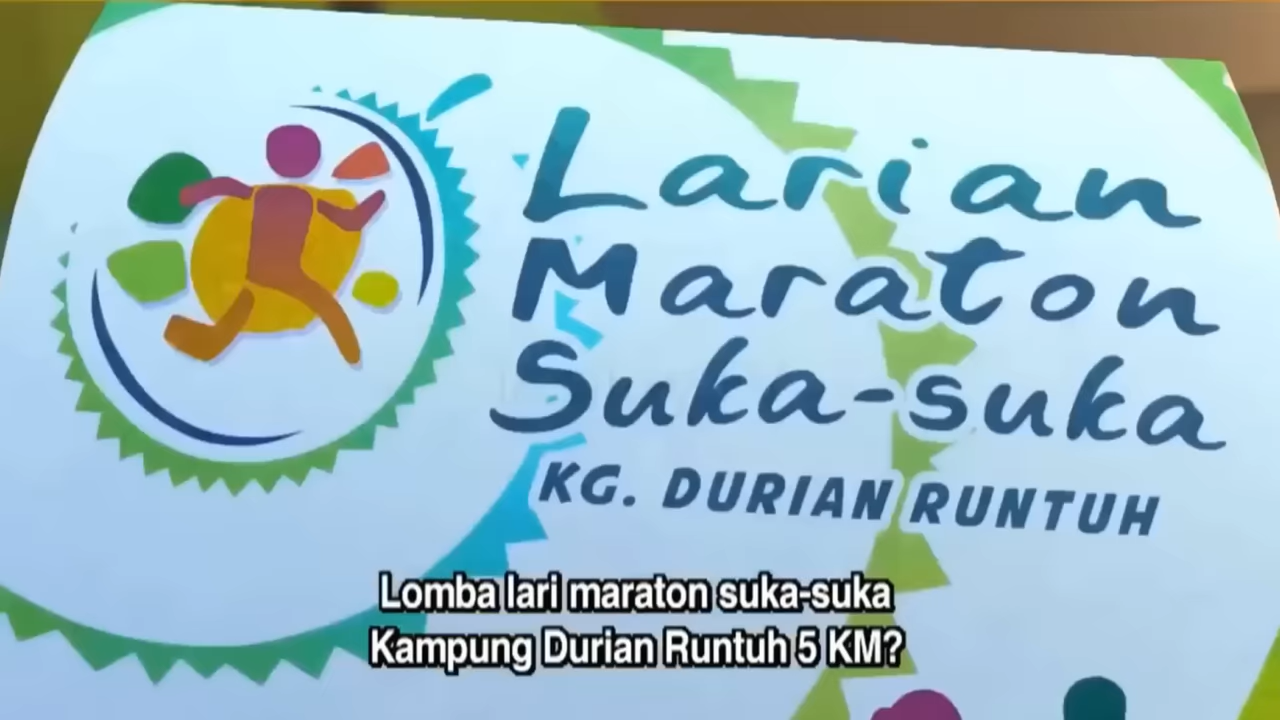 Larian
Maraton
Suka-suka
KG. DURIAN RUNTUH
Lomba lari maraton suka-suka
Kampung Durian Runtuh 5 KM?